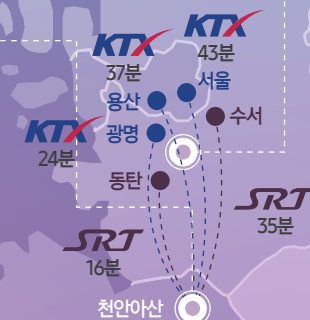 KTX
43분
KTX
37분
서울
용산
수서
KTX
24분
광명
동탄
SRT
35분
SRT
16분
천안아산